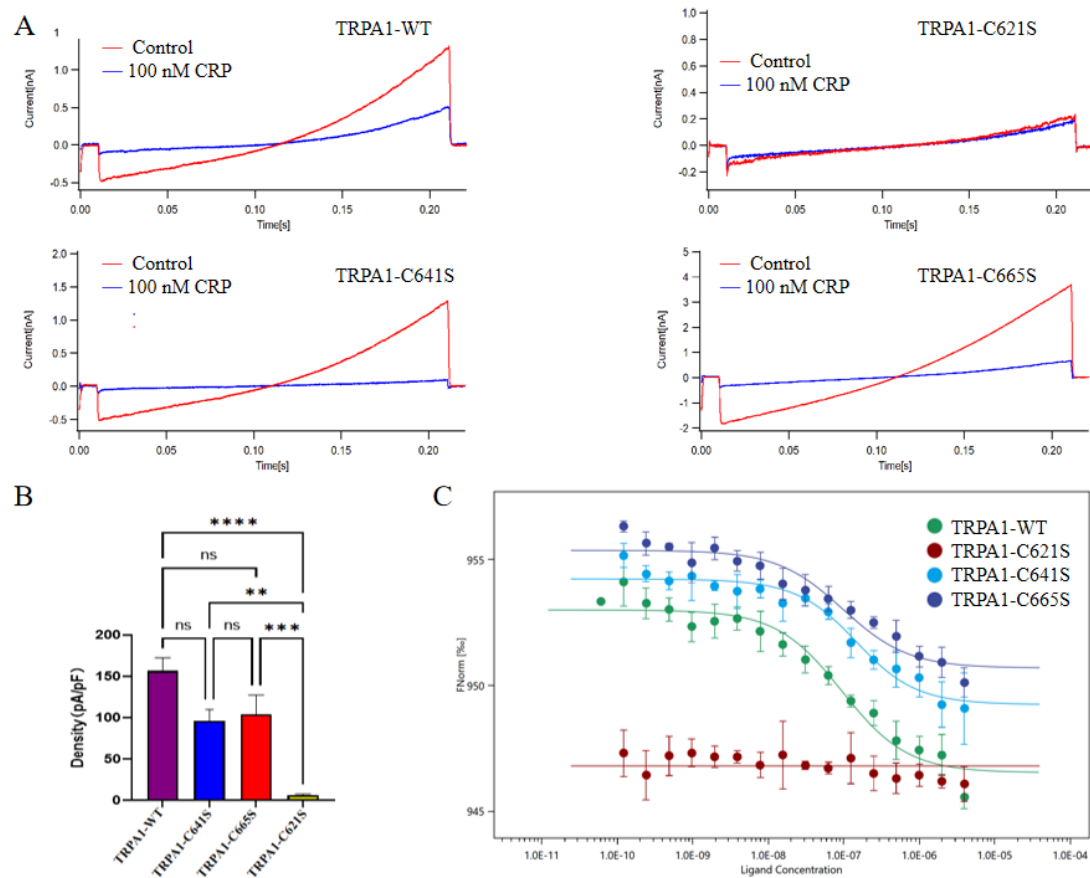 A
TRPA1-WT
Control
100 nM CRP
Current[nA]
1
1.0
0.5
0.0
-0.5
0.00
0.05
0.10
0.15
0.20
Time[s]
TRPA1-C621S
Control
100 nM CRP
Current[nA]
1.0
0.8
0.6
0.4
0.2
0.0
-0.2
0.00
0.05
0.10
0.15
0.20
Time[s]
TRPA1-C641S
Control
100 nM CRP
Current[nA]
2.0
1.5
1.0
0.5
0.0
-0.5
0.00
0.05
0.10
0.15
0.20
Time[s]
TRPA1-C665S
Control
100 nM CRP
Current[nA]
5
4
3
2
1
0
-1
-2
0.00
0.05
0.10
0.15
0.20
Time[s]
B
****
ns
**
ns
ns
***
Density (pA/pF)
200
150
100
50
0
TRPA1-WT
TRPA1-C641S
TRPA1-C665S
TRPA1-C621S
C
TRPA1-WT
TRPA1-C621S
TRPA1-C641S
TRPA1-C665S
FNorm [‰]
955
950
945
1.0E-11
1.0E-10
1.0E-09
1.0E-08
1.0E-07
1.0E-06
1.0E-05
1.0E-04
Ligand Concentration